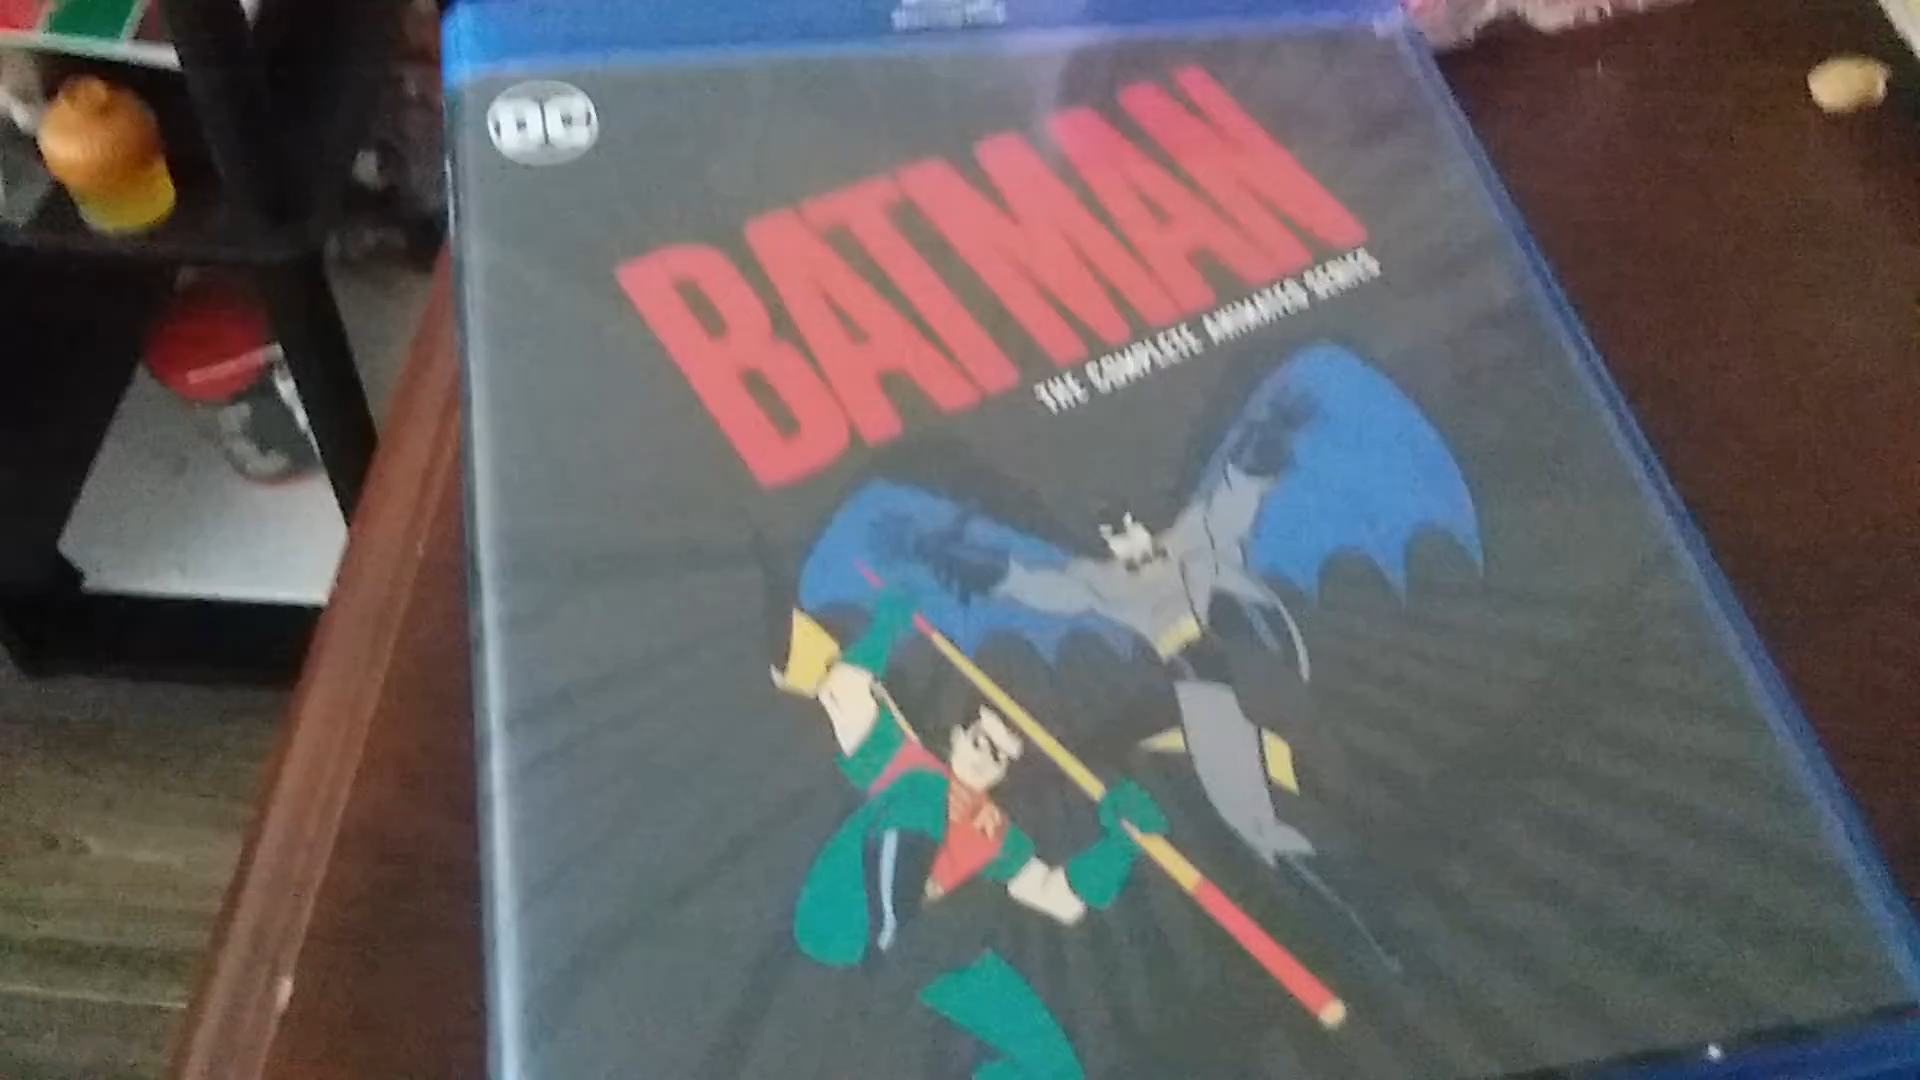 DC
BATMAN
THE COMPLETE ANIMATED SERIES
R